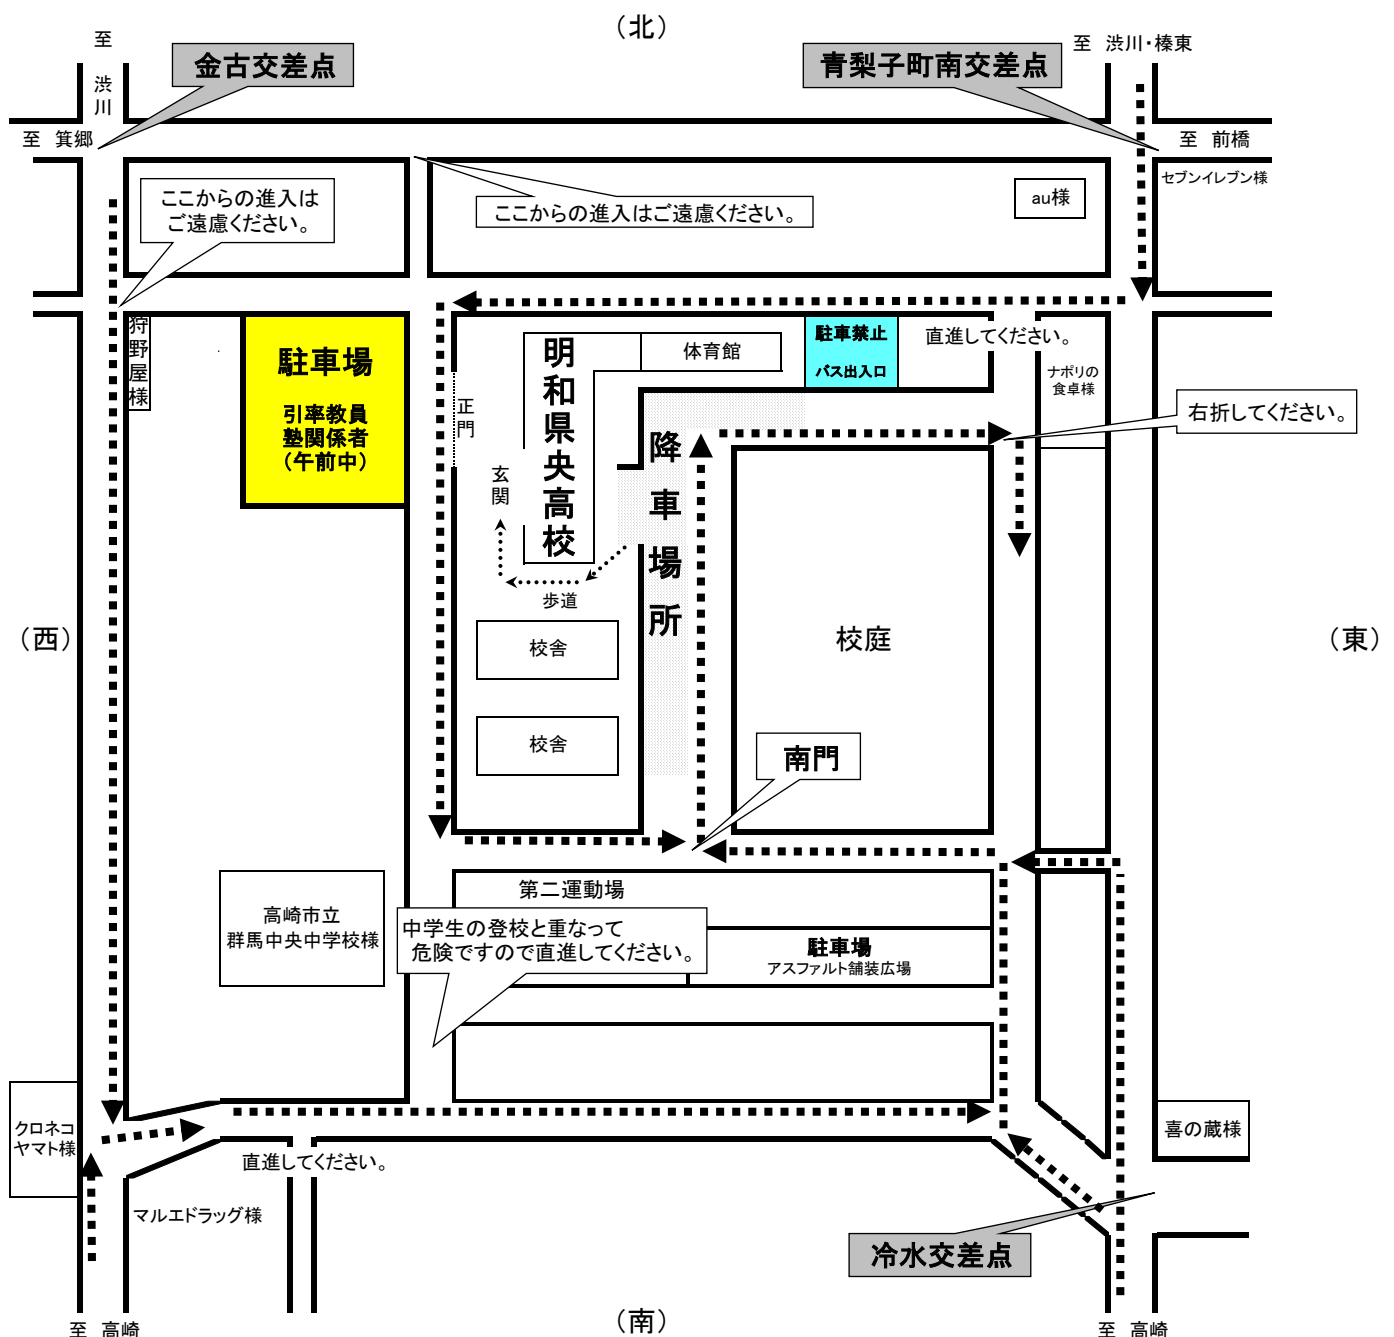 （北）
至
渋川
金古交差点
青梨子町南交差点
至 渋川・榛東
至 箕郷
至 前橋
セブンイレブン様
ここからの進入は
ご遠慮ください。
ここからの進入はご遠慮ください。
au様
狩野屋様
駐車場
引率教員
塾関係者
（午前中）
正門
明和県央高校
体育館
駐車禁止
バス出入口
直進してください。
ナポリの
食卓様
右折してください。
玄関
降車場所
歩道
（西）
校舎
校庭
（東）
校舎
南門
高崎市立
群馬中央中学校様
第二運動場
中学生の登校と重なって
危険ですので直進してください。
駐車場
アスファルト舗装広場
クロネコ
ヤマト様
喜の蔵様
直進してください。
マルエドラッグ様
冷水交差点
至 高崎
（南）
至 高崎